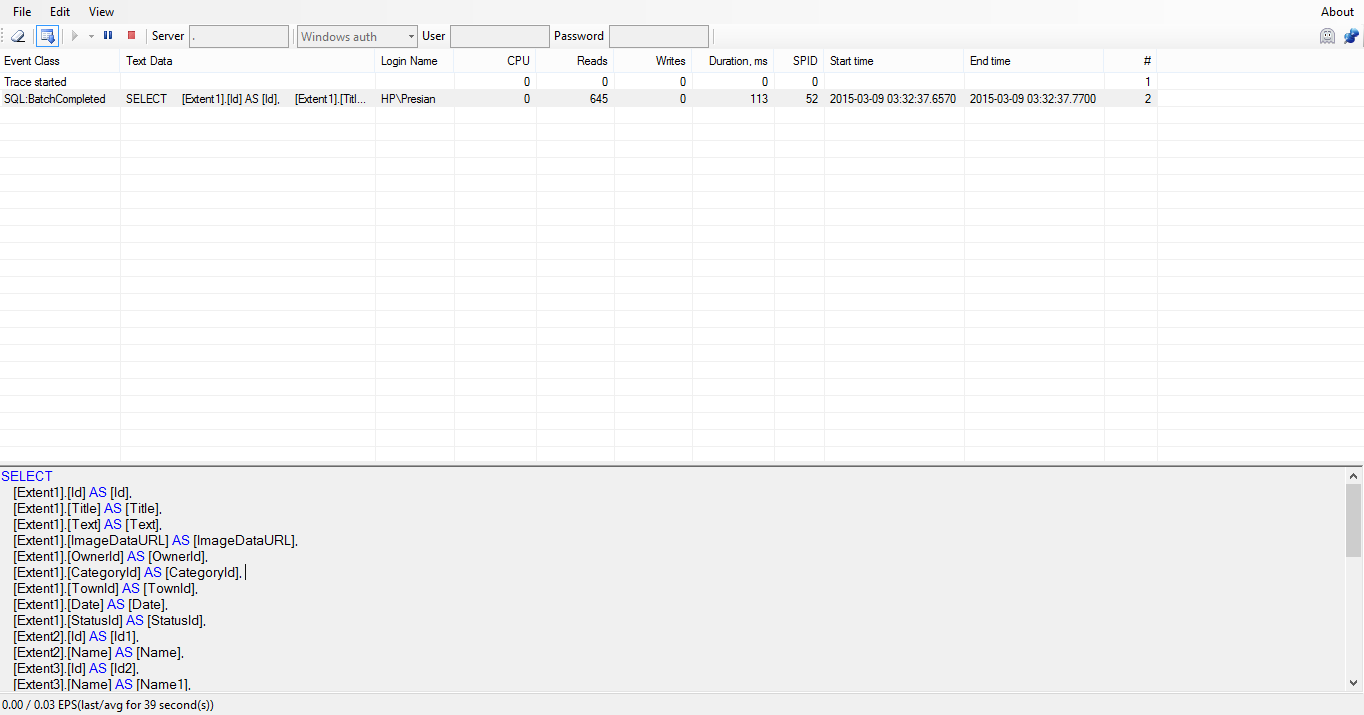 File Edit View About
Server . Windows auth User Password
Event Class Text Data Login Name CPU Reads Writes Duration, ms SPID Start time End time #
Trace started 0 0 0 0 0 1
SQL:BatchCompleted SELECT [Extent1].[Id] AS [Id], [Extent1].[Titl... HP\Presian 0 645 0 113 52 2015-03-09 03:32:37.6570 2015-03-09 03:32:37.7700 2
SELECT
[Extent1].[Id] AS [Id],
[Extent1].[Title] AS [Title],
[Extent1].[Text] AS [Text],
[Extent1].[ImageDataURL] AS [ImageDataURL],
[Extent1].[OwnerId] AS [OwnerId],
[Extent1].[CategoryId] AS [CategoryId],
[Extent1].[TownId] AS [TownId],
[Extent1].[Date] AS [Date],
[Extent1].[StatusId] AS [StatusId],
[Extent2].[Id] AS [Id1],
[Extent2].[Name] AS [Name],
[Extent3].[Id] AS [Id2],
[Extent3].[Name] AS [Name1],
0.00 / 0.03 EPS(last/avg for 39 second(s))